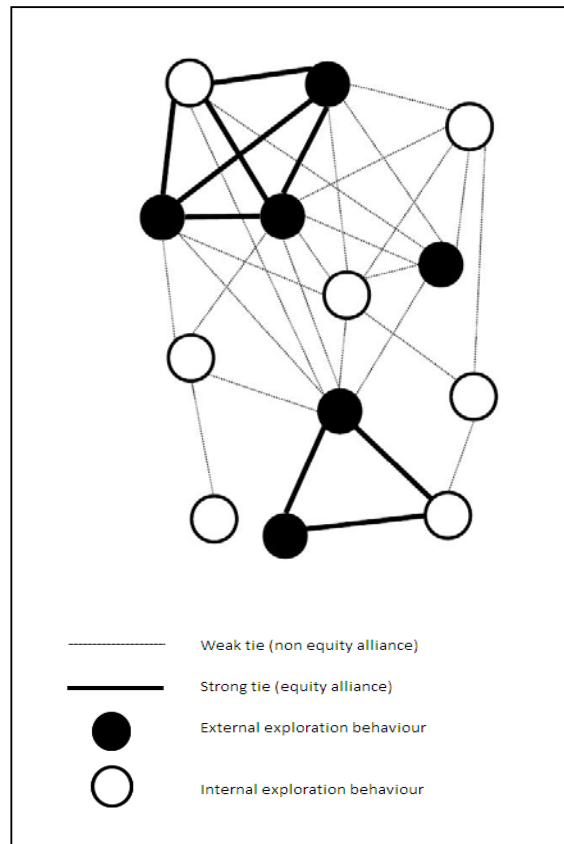 Weak tie (non equity alliance)
Strong tie (equity alliance)
External exploration behaviour
Internal exploration behaviour